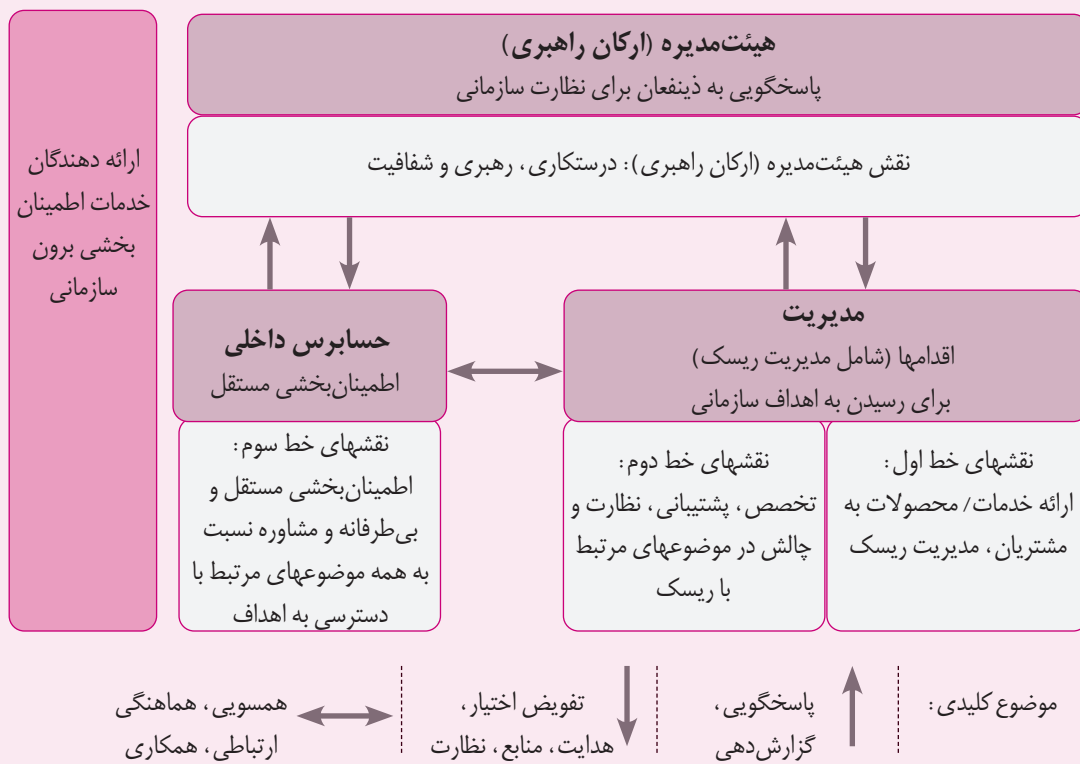 هیئت‌مدیره (ارکان راهبری)
پاسخگویی به ذینفعان برای نظارت سازمانی
نقش هیئت‌مدیره (ارکان راهبری): درستکاری، رهبری و شفافیت
مدیریت
اقدامها (شامل مدیریت ریسک)
برای رسیدن به اهداف سازمانی
نقشهای خط اول:
ارائه خدمات/ محصولات به
مشتریان، مدیریت ریسک
نقشهای خط دوم:
تخصص، پشتیبانی، نظارت و
چالش در موضوعهای مرتبط
با ریسک
حسابرس داخلی
اطمینان‌بخشی مستقل
نقشهای خط سوم:
اطمینان‌بخشی مستقل و
بی‌طرفانه و مشاوره نسبت
به همه موضوعهای مرتبط با
دسترسی به اهداف
ارائه دهندگان
خدمات اطمینان
بخشی برون
سازمانی
موضوع کلیدی:
پاسخگویی،
گزارش‌دهی
تفویض اختیار،
هدایت، منابع، نظارت
همسویی، هماهنگی
ارتباطی، همکاری